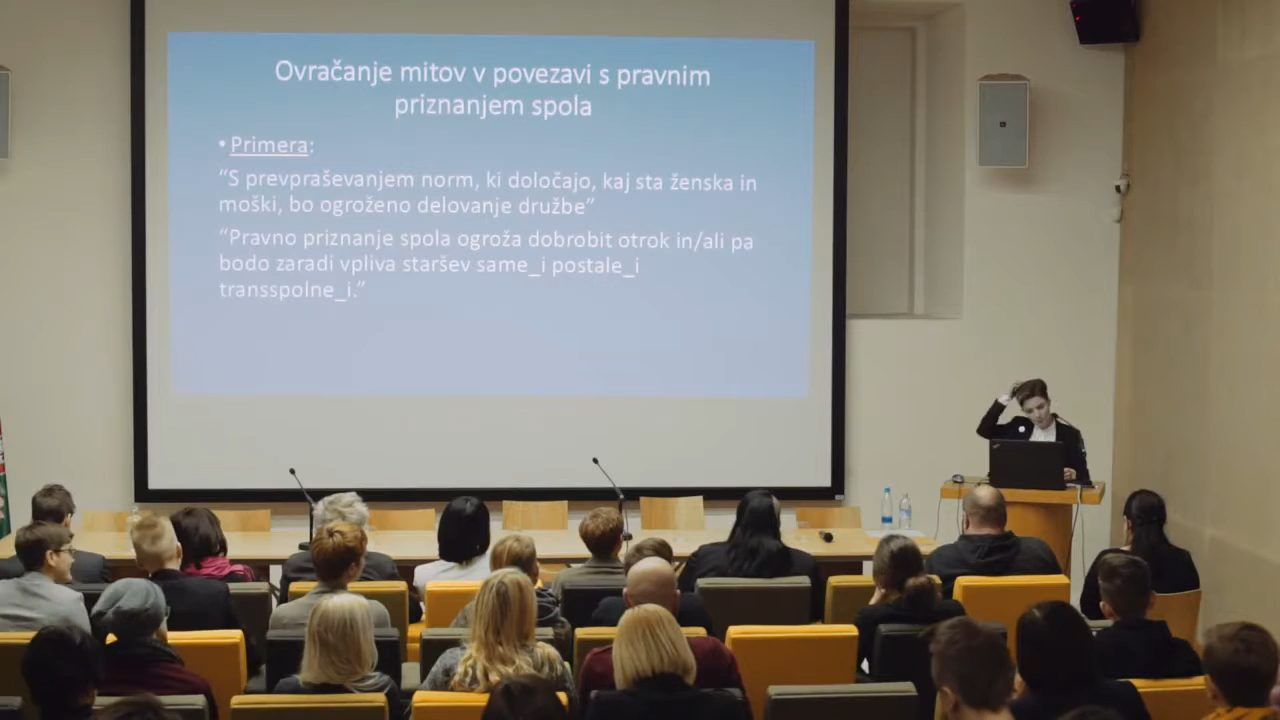 Ovračanje mitov v povezavi s pravnim
priznanjem spola
• Primera:
“S prevpraševanjem norm, ki določajo, kaj sta ženska in
moški, bo ogroženo delovanje družbe”
“Pravno priznanje spola ogroža dobrobit otrok in/ali pa
bodo zaradi vpliva staršev same_i postale_i
transspolne_i.”